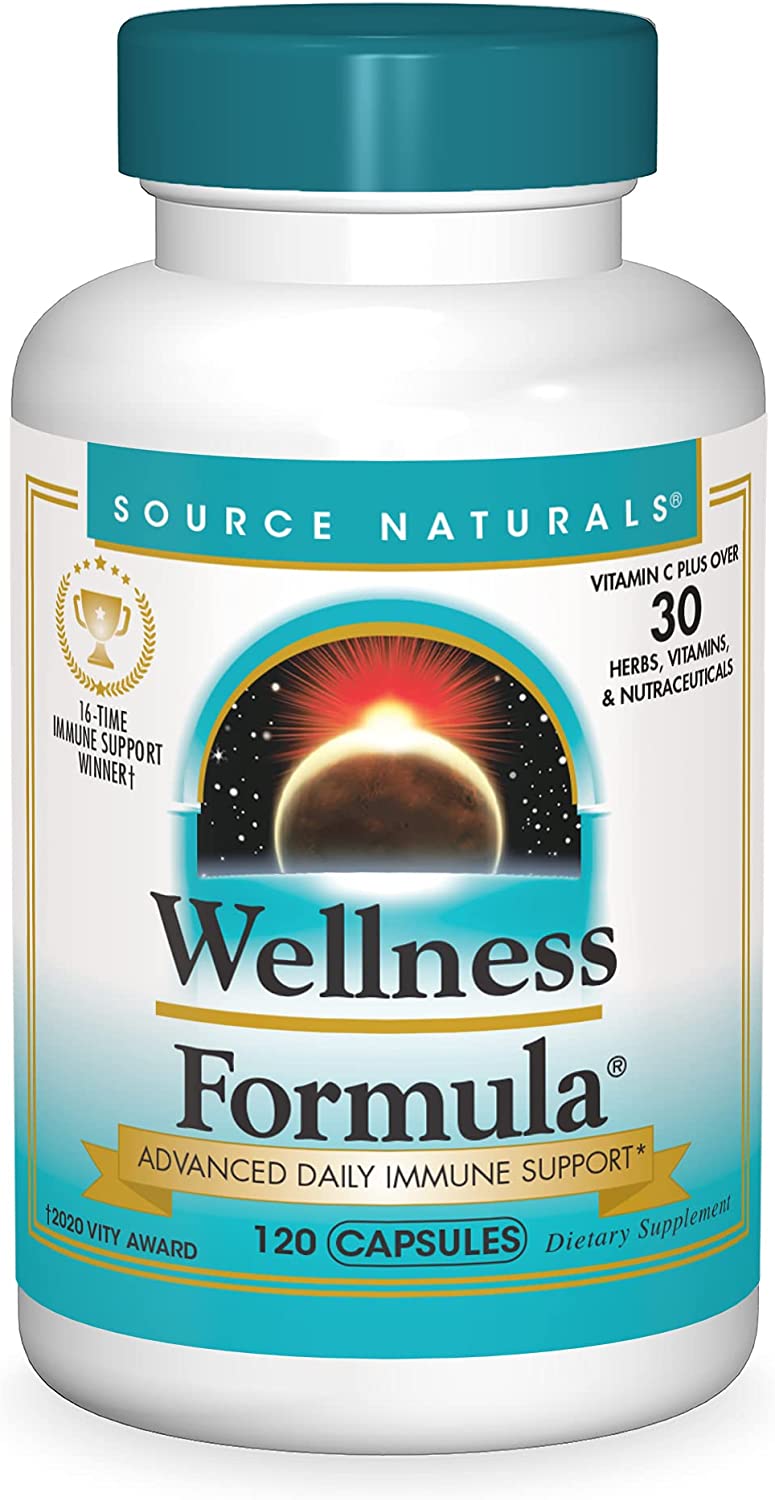 SOURCE NATURALS®
16-TIME
IMMUNE SUPPORT
WINNER†
VITAMIN C PLUS OVER
30
HERBS, VITAMINS,
& NUTRACEUTICALS
Wellness
Formula®
ADVANCED DAILY IMMUNE SUPPORT*
†2020 VITY AWARD
120 CAPSULES
Dietary Supplement